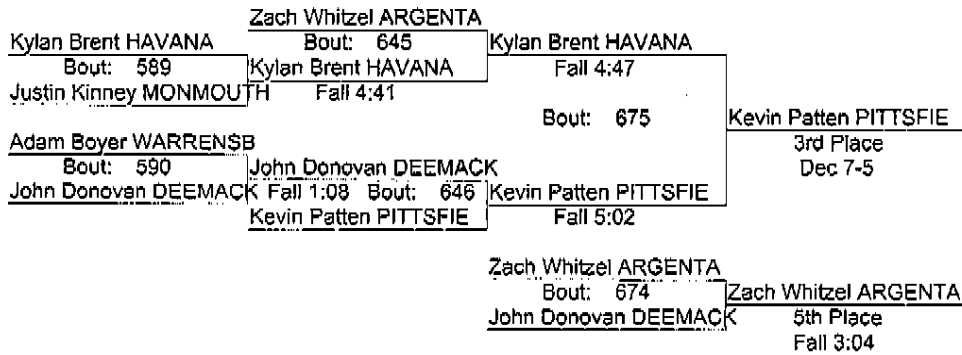 Zach Whitzel ARGENTA
Kylan Brent HAVANA
Bout: 645
Kylan Brent HAVANA
Bout: 589
Kylan Brent HAVANA
Fall 4:47
Justin Kinney MONMOUTH
Fall 4:41
Bout: 675
Kevin Patten PITTSFIE
Adam Boyer WARRENSB
3rd Place
Bout: 590
John Donovan DEEMACK
Dec 7-5
John Donovan DEEMACK
Fall 1:08
Bout: 646
Kevin Patten PITTSFIE
Kevin Patten PITTSFIE
Fall 5:02
Zach Whitzel ARGENTA
Bout: 674
Zach Whitzel ARGENTA
John Donovan DEEMACK
5th Place
Fall 3:04